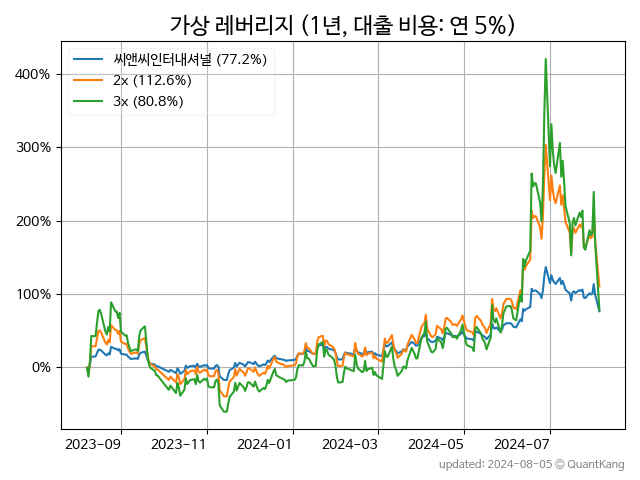 가상 레버리지 (1년, 대출 비용: 연 5%)
씨앤씨인터내셔널 (77.2%)
2x (112.6%)
3x (80.8%)
400%
300%
200%
100%
0%
2023-09 2023-11 2024-01 2024-03 2024-05 2024-07
updated: 2024-08-05 © QuantKang